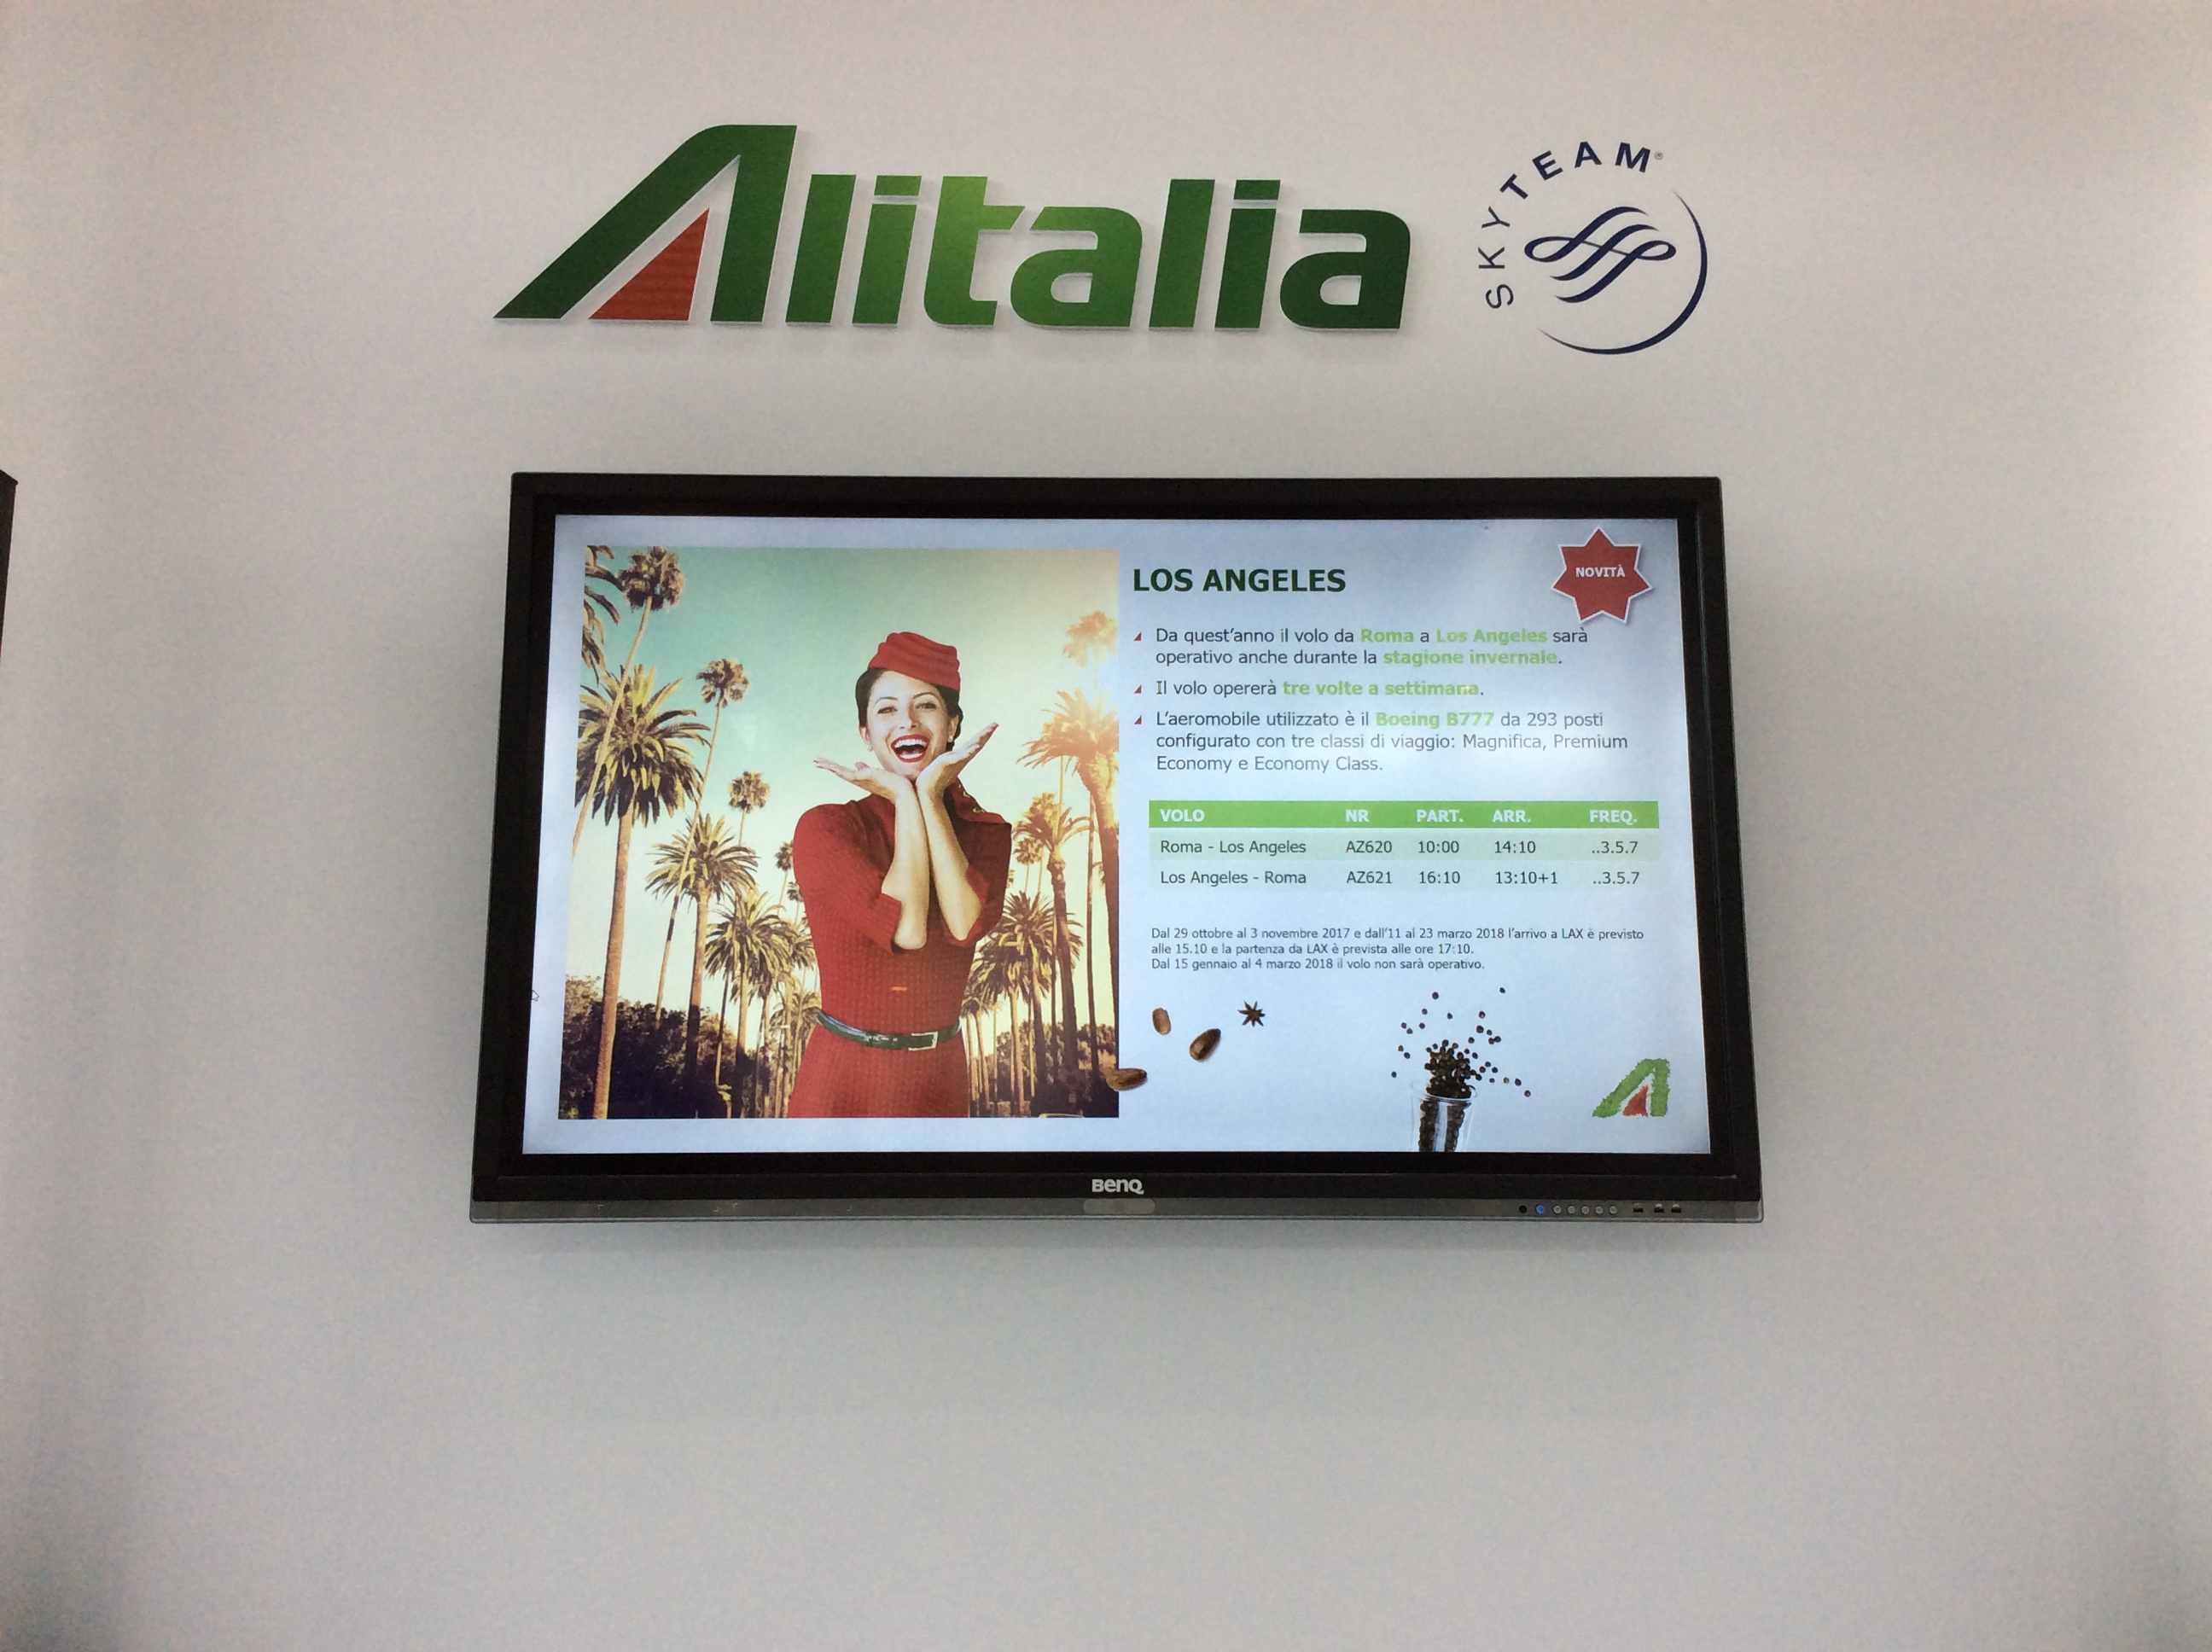 Alitalia
SKYTEAM®
LOS ANGELES
NOVITÀ
Da quest'anno il volo da Roma a Los Angeles sarà
operativo anche durante la stagione invernale.
Il volo opererà tre volte a settimana.
L'aeromobile utilizzato è il Boeing B777 da 293 posti
configurato con tre classi di viaggio: Magnifica, Premium
Economy e Economy Class.
VOLO NR PART. ARR. FREQ.
Roma - Los Angeles AZ620 10:00 14:10 ..3.5.7
Los Angeles - Roma AZ621 16:10 13:10+1 ..3.5.7
Dal 29 ottobre al 3 novembre 2017 e dall'11 al 23 marzo 2018 l'arrivo a LAX è previsto
alle 15.10 e la partenza da LAX è prevista alle ore 17:10.
Dal 15 gennaio al 4 marzo 2018 il volo non sarà operativo.
BenQ